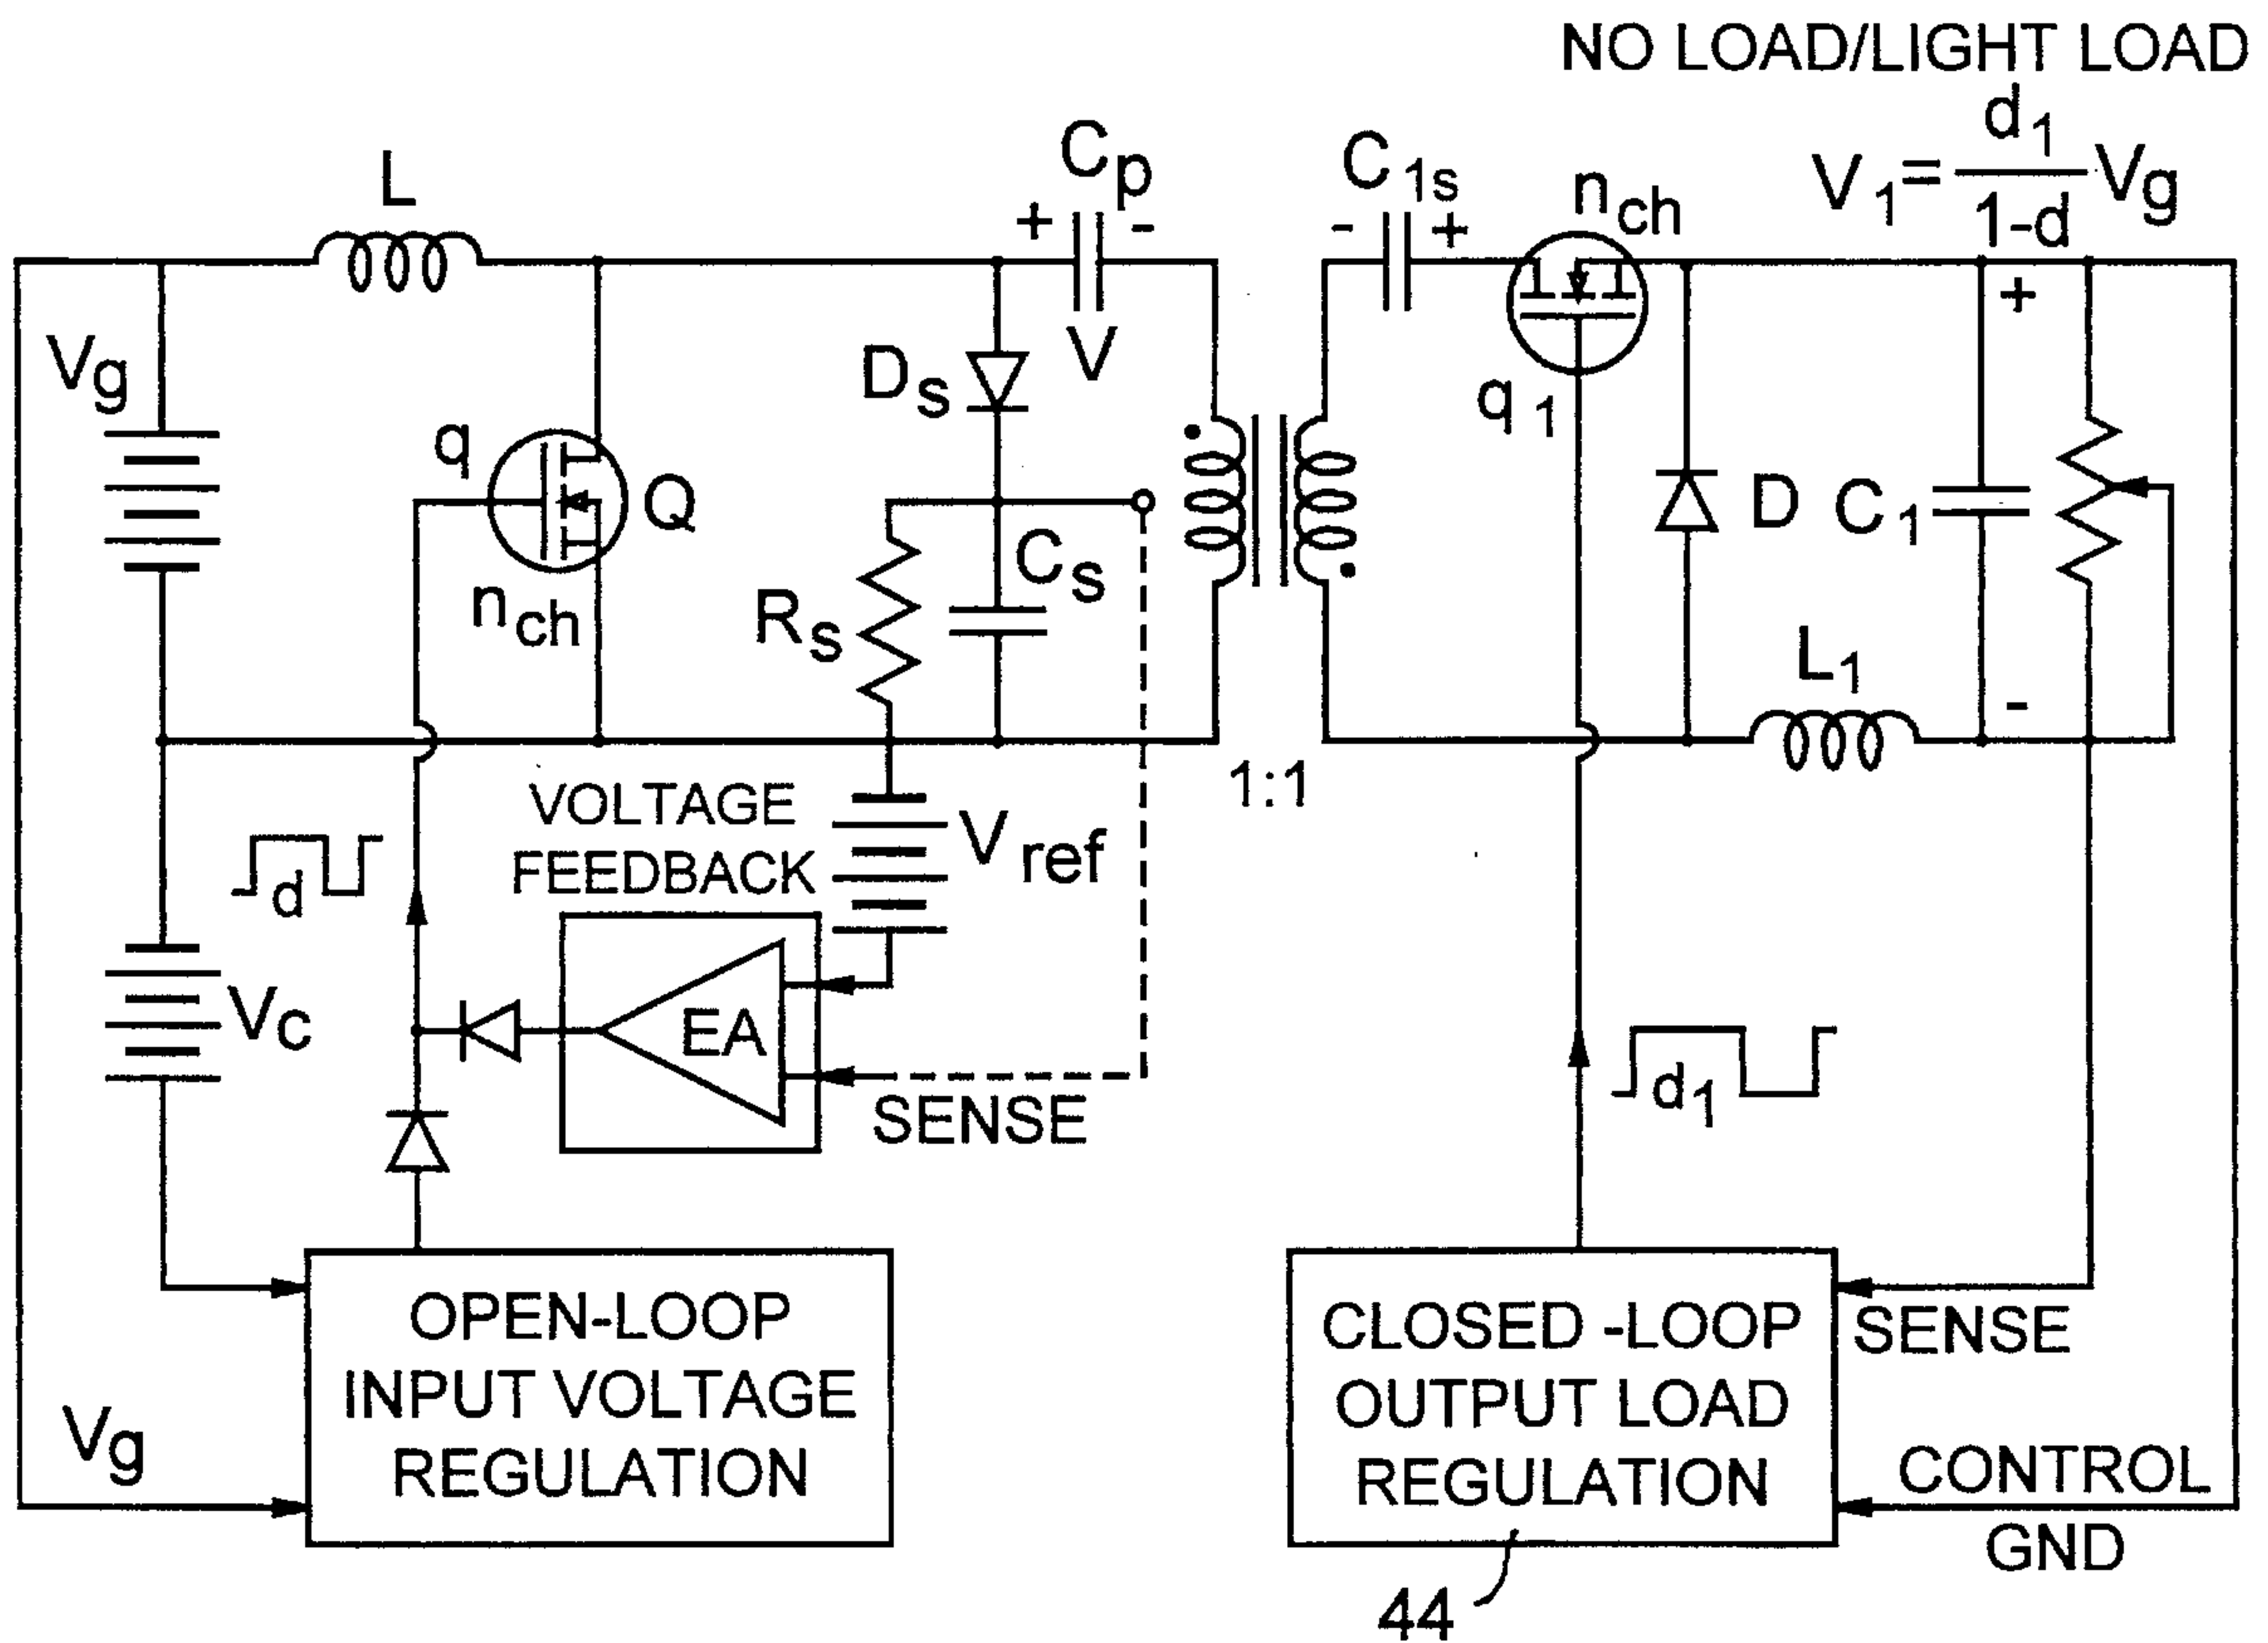 NO LOAD/LIGHT LOAD
V1 = d1/1-d Vg
L
Cp
+ -
V
C1s
- +
nch
q1
Vg
q
Q
nch
Ds
Rs
Cs
D
C1
+
-
L1
1:1
VOLTAGE
FEEDBACK
Vref
d
Vc
EA
SENSE
d1
OPEN-LOOP
INPUT VOLTAGE
REGULATION
Vg
CLOSED -LOOP
OUTPUT LOAD
REGULATION
SENSE
CONTROL
GND
44